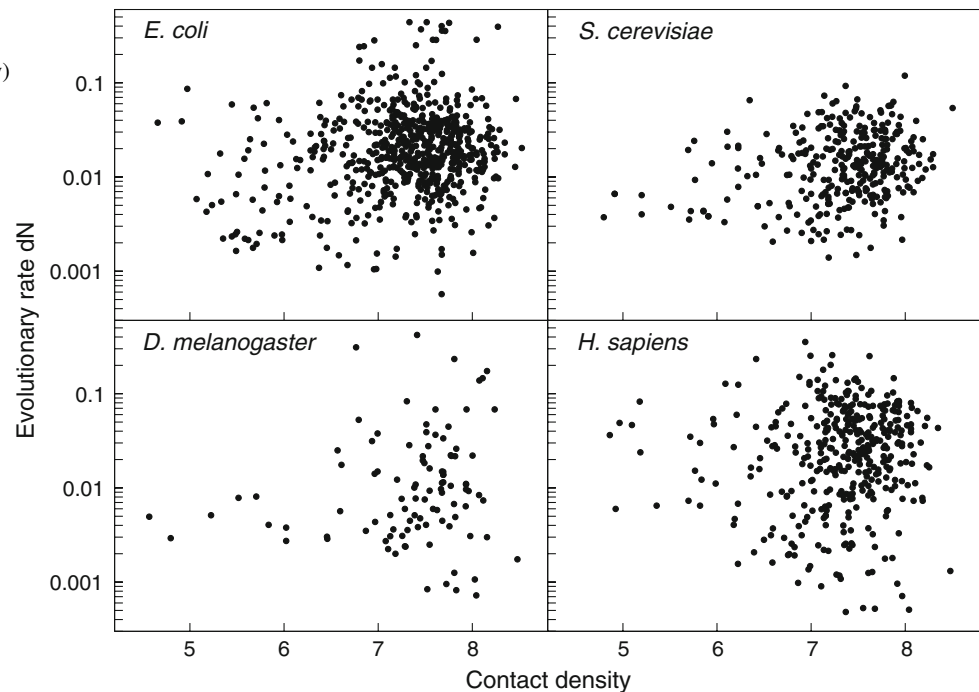 E. coli
S. cerevisiae
)
0.1
0.01
0.001
D. melanogaster
H. sapiens
0.1
0.01
0.001
Evolutionary rate dN
5 6 7 8 5 6 7 8
Contact density